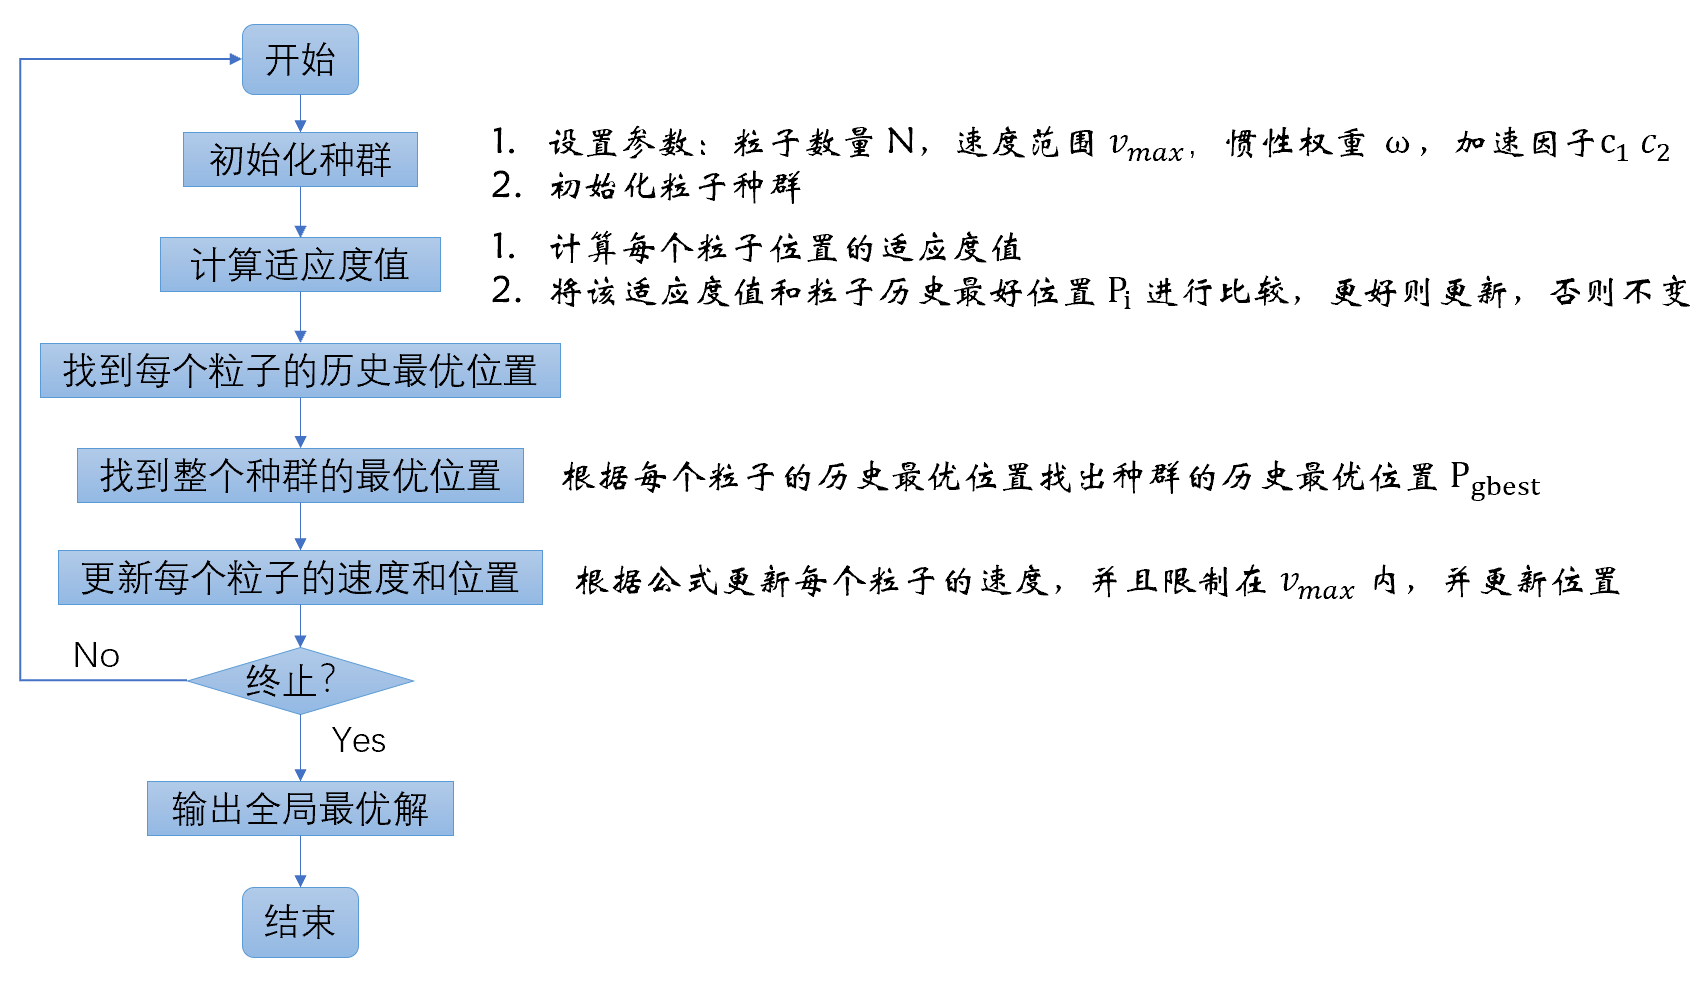 开始
初始化种群
1. 设置参数：粒子数量 N，速度范围 v_max，惯性权重 ω，加速因子c₁ c₂
2. 初始化粒子种群
计算适应度值
1. 计算每个粒子位置的适应度值
2. 将该适应度值和粒子历史最好位置 Pᵢ 进行比较，更好则更新，否则不变
找到每个粒子的历史最优位置
找到整个种群的最优位置
根据每个粒子的历史最优位置找出种群的历史最优位置 P_gbest
更新每个粒子的速度和位置
根据公式更新每个粒子的速度，并且限制在 v_max 内，并更新位置
No
终止？
Yes
输出全局最优解
结束